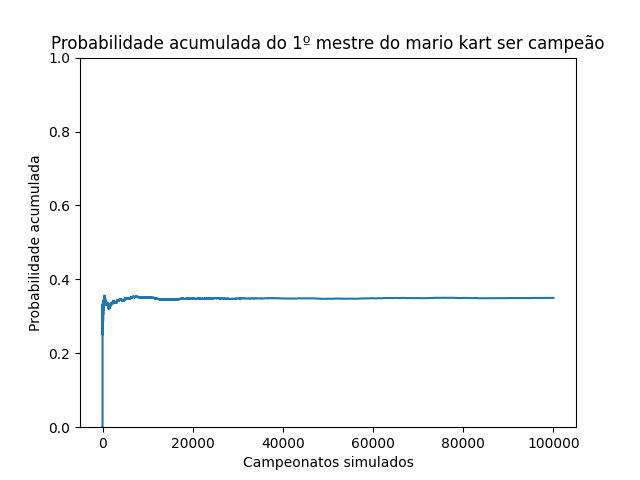 Probabilidade acumulada do 1º mestre do mario kart ser campeão
1.0
0.8
0.6
0.4
0.2
0.0
Probabilidade acumulada
0 20000 40000 60000 80000 100000
Campeonatos simulados